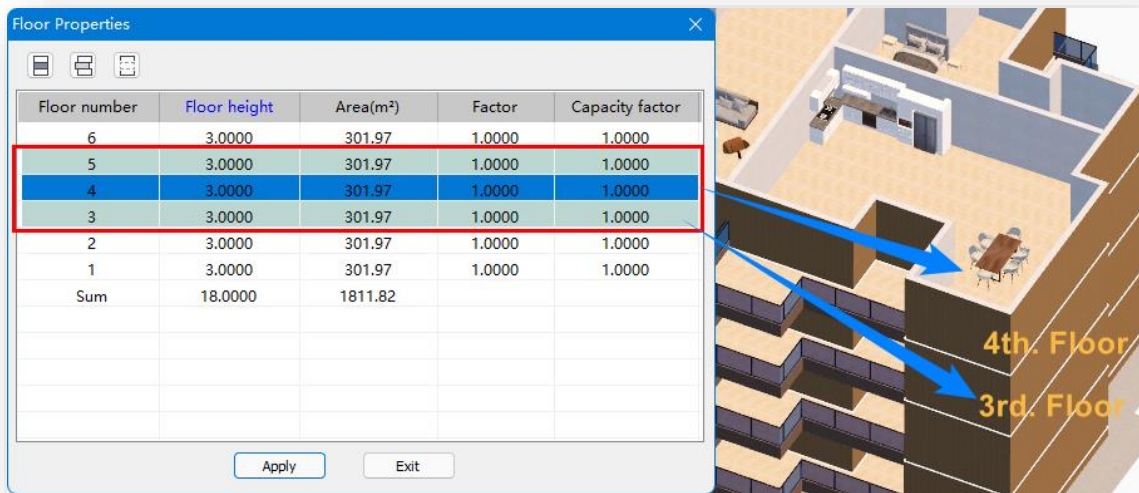 Floor Properties
Floor number Floor height Area(m²) Factor Capacity factor
6 3.0000 301.97 1.0000 1.0000
5 3.0000 301.97 1.0000 1.0000
4 3.0000 301.97 1.0000 1.0000
3 3.0000 301.97 1.0000 1.0000
2 3.0000 301.97 1.0000 1.0000
1 3.0000 301.97 1.0000 1.0000
Sum 18.0000 1811.82
Apply Exit
4th. Floor
3rd. Floor